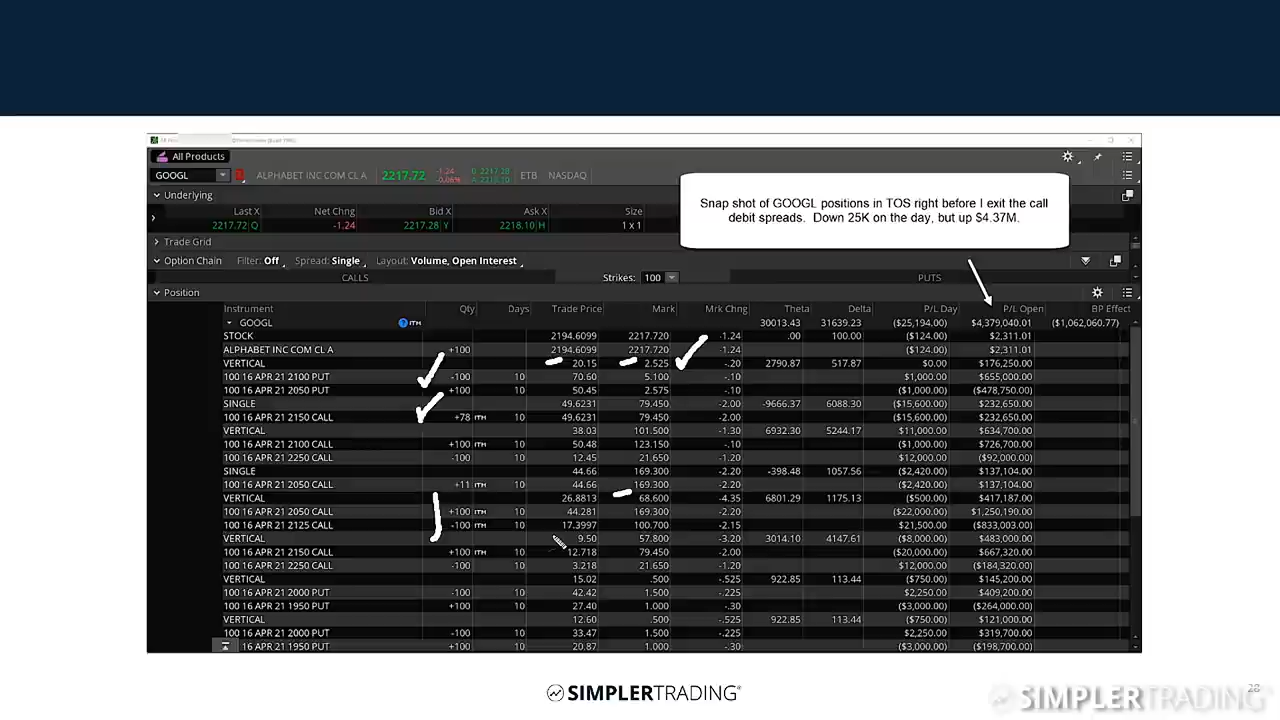 All Products
GOOGL ALPHABET INC COM CL A 2217.72 -1.24 -0.06% B: 2217.28 A: 2218.10 ETB NASDAQ
Snap shot of GOOGL positions in TOS right before I exit the call
debit spreads. Down 25K on the day, but up $4.37M.
Underlying
Last X Net Chng Bid X Ask X Size
2217.72 Q -1.24 2217.28 Y 2218.10 H 1 x 1
Trade Grid
Option Chain Filter: Off Spread: Single Layout: Volume, Open Interest
CALLS Strikes: 100 PUTS
Position
Instrument Qty Days Trade Price Mark Mrk Chng Theta Delta P/L Day P/L Open BP Effect
GOOGL ITH 30013.43 31639.23 ($25,194.00) $4,379,040.01 ($1,062,060.77)
STOCK 2194.6099 2217.720 -1.24 .00 100.00 ($124.00) $2,311.01
ALPHABET INC COM CL A +100 2194.6099 2217.720 -1.24 ($124.00) $2,311.01
VERTICAL 20.15 2.525 -.20 2790.87 517.87 $0.00 $176,250.00
100 16 APR 21 2100 PUT -100 10 70.60 5.100 -.10 $1,000.00 $655,000.00
100 16 APR 21 2050 PUT +100 10 50.45 2.575 -.10 ($1,000.00) ($478,750.00)
SINGLE 49.6231 79.450 -2.00 -9666.37 6088.30 ($15,600.00) $232,650.00
100 16 APR 21 2150 CALL +78 ITH 10 49.6231 79.450 -2.00 ($15,600.00) $232,650.00
VERTICAL 38.03 101.500 -1.30 6932.30 5244.17 $11,000.00 $634,700.00
100 16 APR 21 2100 CALL +100 ITH 10 50.48 123.150 -.10 ($1,000.00) $726,700.00
100 16 APR 21 2250 CALL -100 10 12.45 21.650 -1.20 $12,000.00 ($92,000.00)
SINGLE 44.66 169.300 -2.20 -398.48 1057.56 ($2,420.00) $137,104.00
100 16 APR 21 2050 CALL +11 ITH 10 44.66 169.300 -2.20 ($2,420.00) $137,104.00
VERTICAL 26.8813 68.600 -4.35 6801.29 1175.13 ($500.00) $417,187.00
100 16 APR 21 2050 CALL +100 ITH 10 44.281 169.300 -2.20 ($22,000.00) $1,250,190.00
100 16 APR 21 2125 CALL -100 ITH 10 17.3997 100.700 -2.15 $21,500.00 ($833,003.00)
VERTICAL 9.50 57.800 -3.20 3014.10 4147.61 ($8,000.00) $483,000.00
100 16 APR 21 2150 CALL +100 ITH 10 12.718 79.450 -2.00 ($20,000.00) $667,320.00
100 16 APR 21 2250 CALL -100 10 3.218 21.650 -1.20 $12,000.00 ($184,320.00)
VERTICAL 15.02 .500 -.525 922.85 113.44 ($750.00) $145,200.00
100 16 APR 21 2000 PUT -100 10 42.42 1.500 -.225 $2,250.00 $409,200.00
100 16 APR 21 1950 PUT +100 10 27.40 1.000 -.30 ($3,000.00) ($264,000.00)
VERTICAL 12.60 .500 -.525 922.85 113.44 ($750.00) $121,000.00
100 16 APR 21 2000 PUT -100 10 33.47 1.500 -.225 $2,250.00 $319,700.00
16 APR 21 1950 PUT +100 10 20.87 1.000 -.30 ($3,000.00) ($198,700.00)
SIMPLERTRADING
28
SIMPLERTRADING